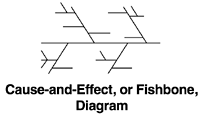 Cause-and-Effect, or Fishbone,
Diagram